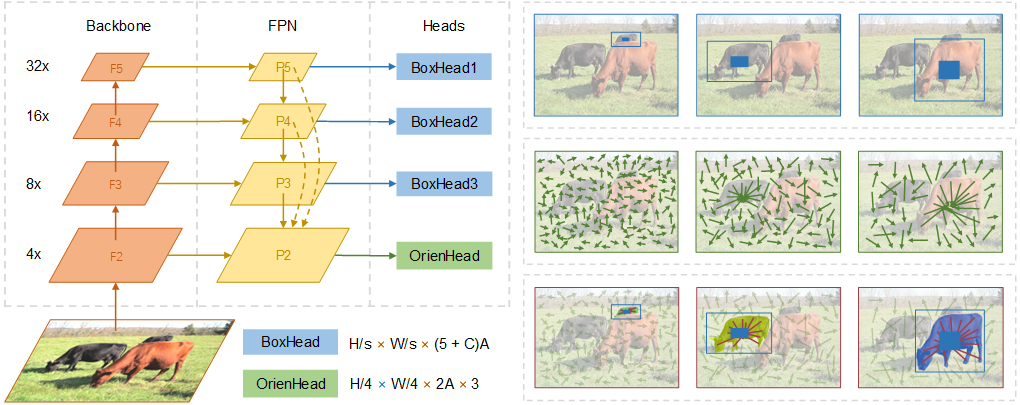 Backbone FPN Heads
32x F5 P5 BoxHead1
16x F4 P4 BoxHead2
8x F3 P3 BoxHead3
4x F2 P2 OrienHead
BoxHead H/s × W/s × (5 + C)A
OrienHead H/4 × W/4 × 2A × 3